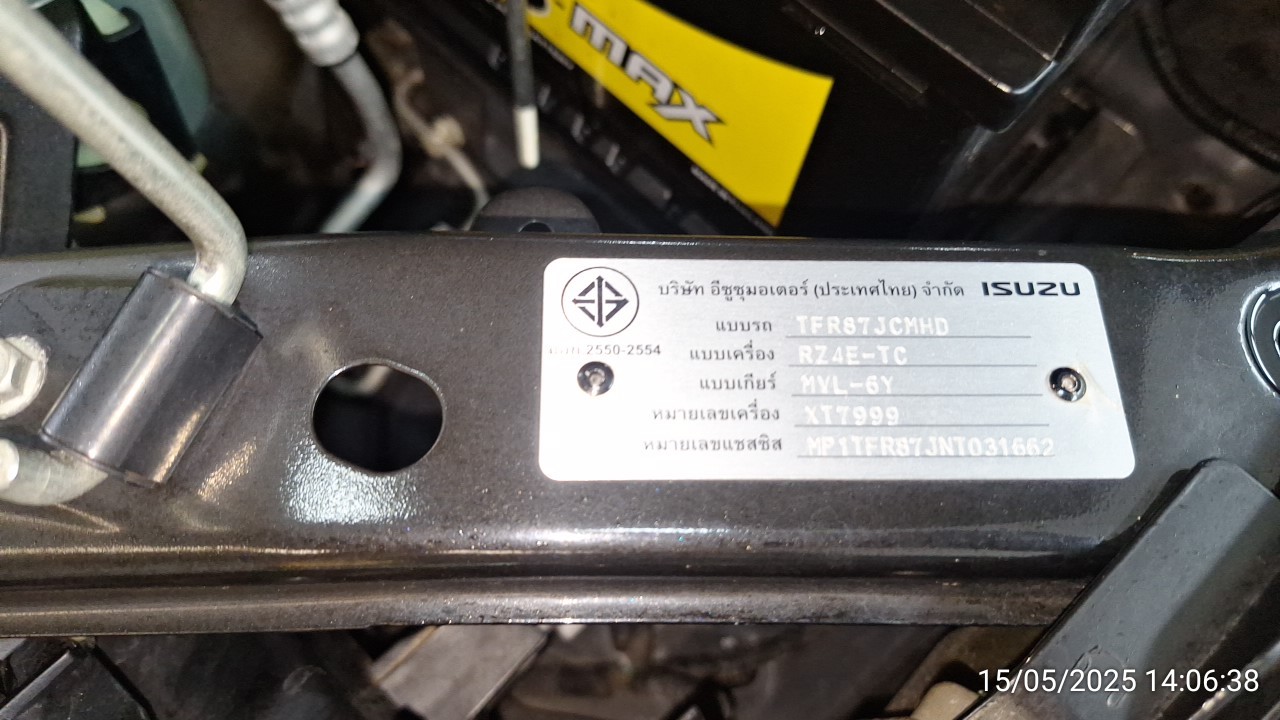 MAX
บริษัท อีซูซุมอเตอร์ (ประเทศไทย) จำกัด ISUZU
แบบรถ TFR87JCMHD
มอก.2550-2554
แบบเครื่อง RZ4E-TC
แบบเกียร์ MVL-6Y
หมายเลขเครื่อง XT7999
หมายเลขแชสซิส MP1TFR87JNT031662
15/05/2025 14:06:38